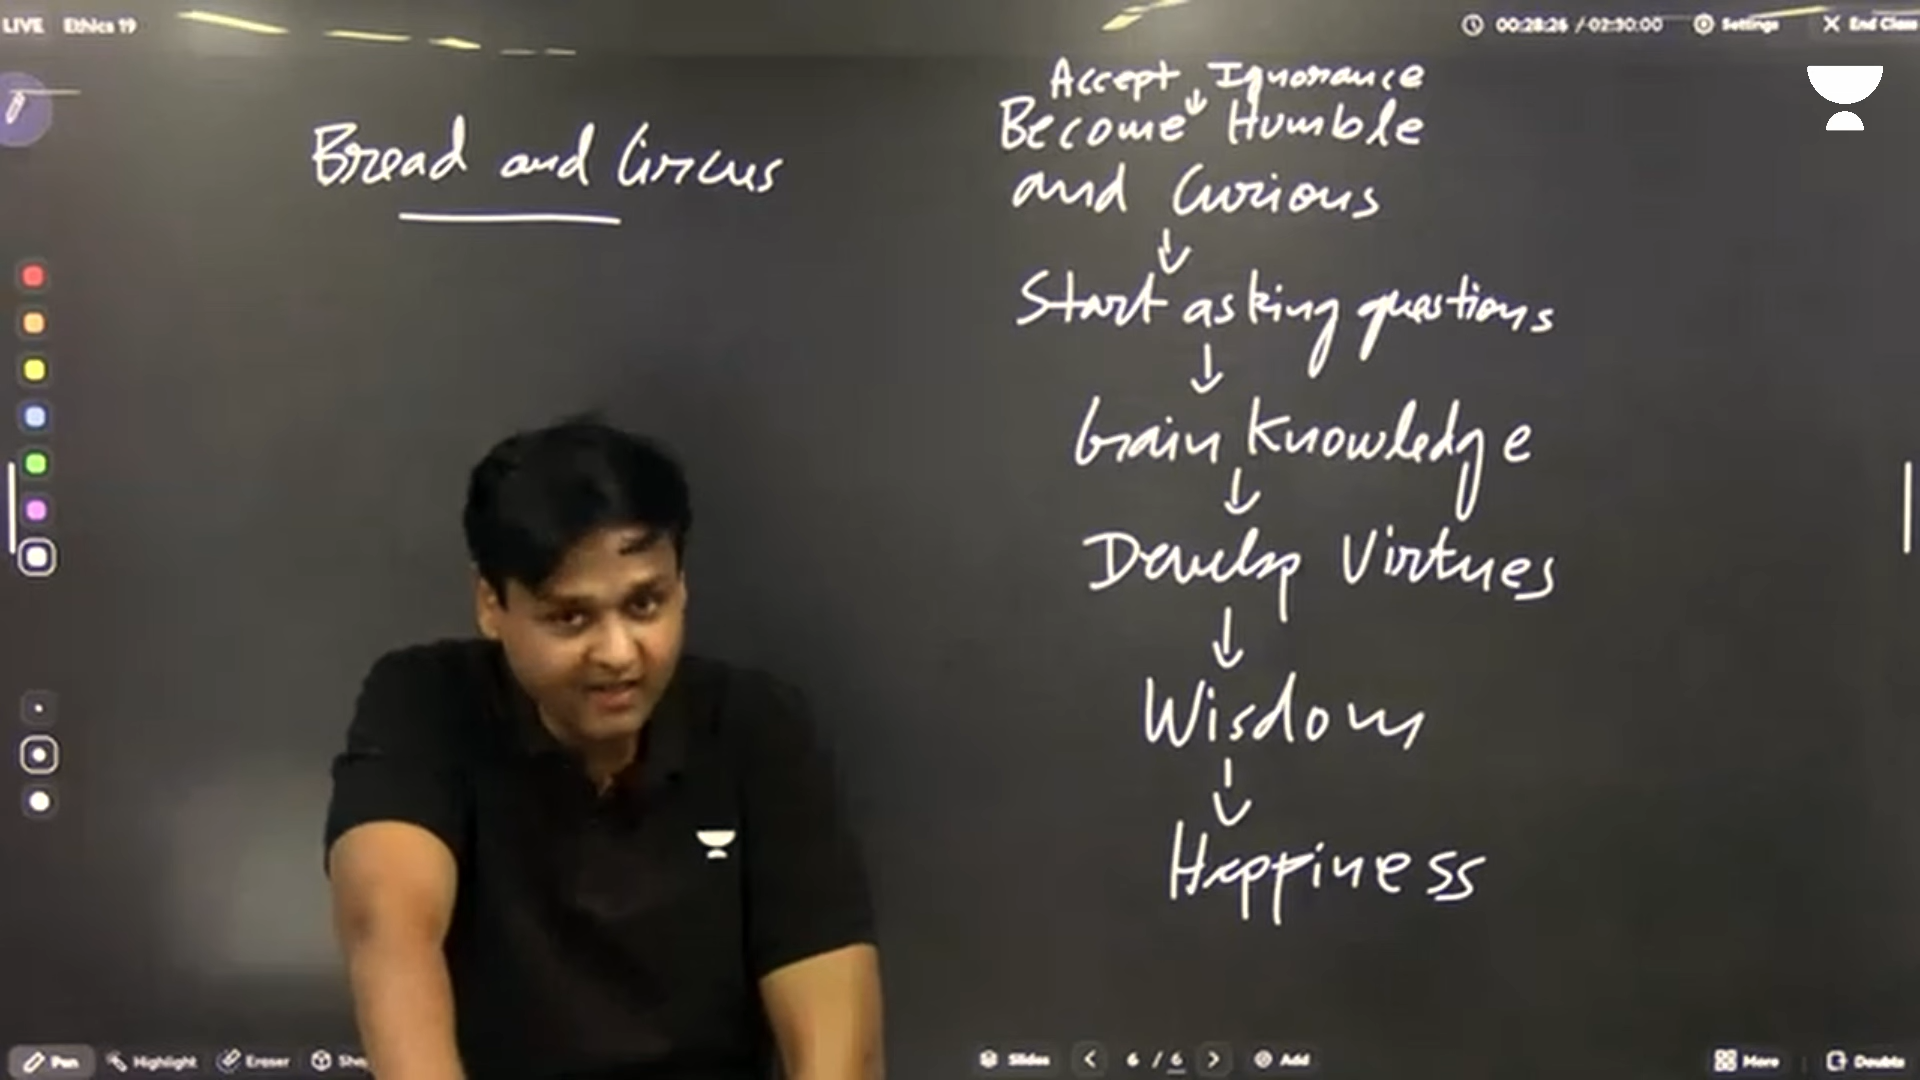 LIVE Ethics 19
00:28:26 / 02:30:00 Settings End Class
Bread and Circus
Accept Ignorance
↓
Become Humble
and Curious
↓
Start asking questions
↓
Gain Knowledge
↓
Develop Virtues
↓
Wisdom
↓
Happiness
Pen Highlight Eraser Sha
Slides 6 / 6 Add
More Doubts